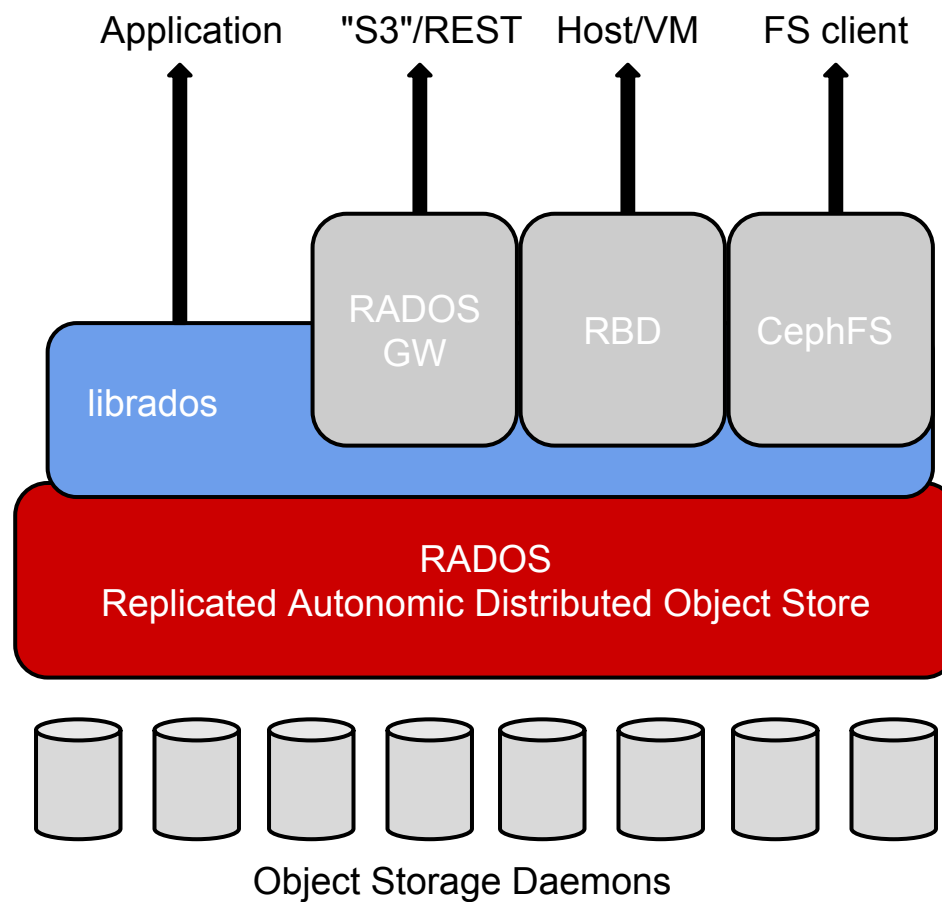 Application "S3"/REST Host/VM FS client
RADOS
GW
RBD
CephFS
librados
RADOS
Replicated Autonomic Distributed Object Store
Object Storage Daemons